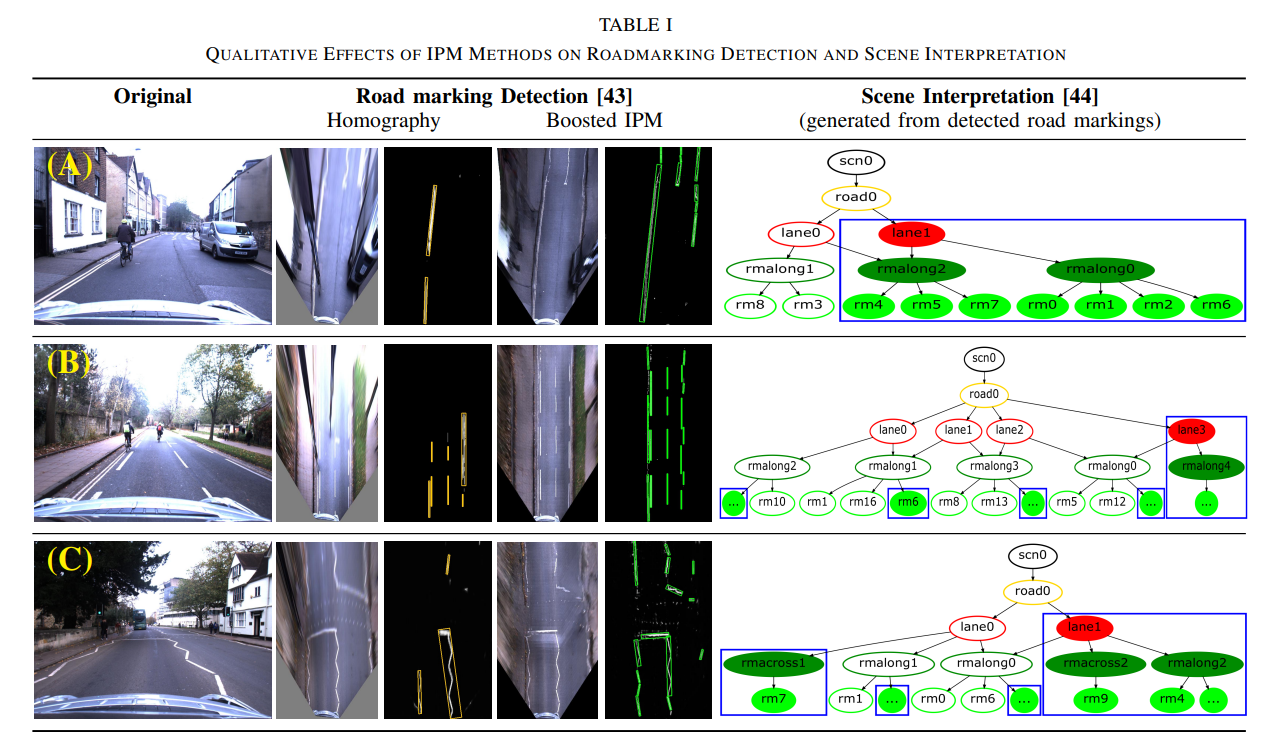 TABLE I
QUALITATIVE EFFECTS OF IPM METHODS ON ROADMARKING DETECTION AND SCENE INTERPRETATION
Original Road marking Detection [43] Scene Interpretation [44]
Homography Boosted IPM (generated from detected road markings)
(A)
scn0
road0
lane0 lane1
rmalong1 rmalong2 rmalong0
rm8 rm3 rm4 rm5 rm7 rm0 rm1 rm2 rm6
(B)
scn0
road0
lane0 lane1 lane2 lane3
rmalong2 rmalong1 rmalong3 rmalong0 rmalong4
... rm10 rm1 rm16 rm6 rm8 rm13 ... rm5 rm12 ... ...
(C)
scn0
road0
lane0 lane1
rmacross1 rmalong1 rmalong0 rmacross2 rmalong2
rm7 rm1 ... rm0 rm6 ... rm9 rm4 ...